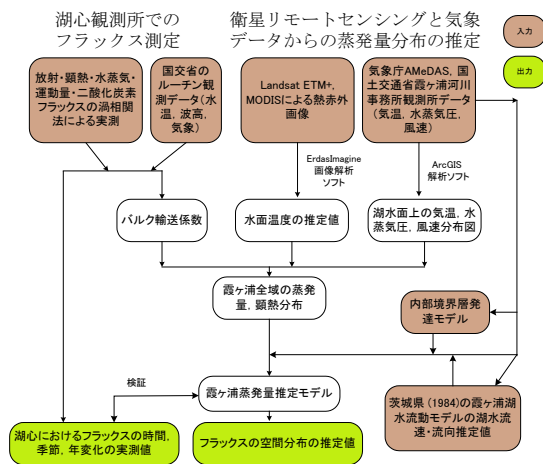 湖心観測所での
フラックス測定
衛星リモートセンシングと気象
データからの蒸発量分布の推定
入力
出力
放射・顕熱・水蒸気・
運動量・二酸化炭素
フラックスの渦相関
法による実測
国交省の
ルーチン観
測データ(水
温, 波高,
気象)
Landsat ETM+,
MODISによる熱赤外
画像
気象庁AMeDAS, 国
土交通省霞ヶ浦河川
事務所観測所データ
(気温, 水蒸気圧,
風速)
ErdasImagine
画像解析
ソフト
ArcGIS
解析ソフト
バルク輸送係数
水面温度の推定値
湖水面上の気温, 水
蒸気圧, 風速分布図
霞ヶ浦全域の蒸発
量, 顕熱分布
内部境界層発
達モデル
検証
霞ヶ浦蒸発量推定モデル
茨城県 (1984)の霞ヶ浦湖
水流動モデルの湖水流
速・流向推定値
湖心におけるフラックスの時間,
季節, 年変化の実測値
フラックスの空間分布の推定値